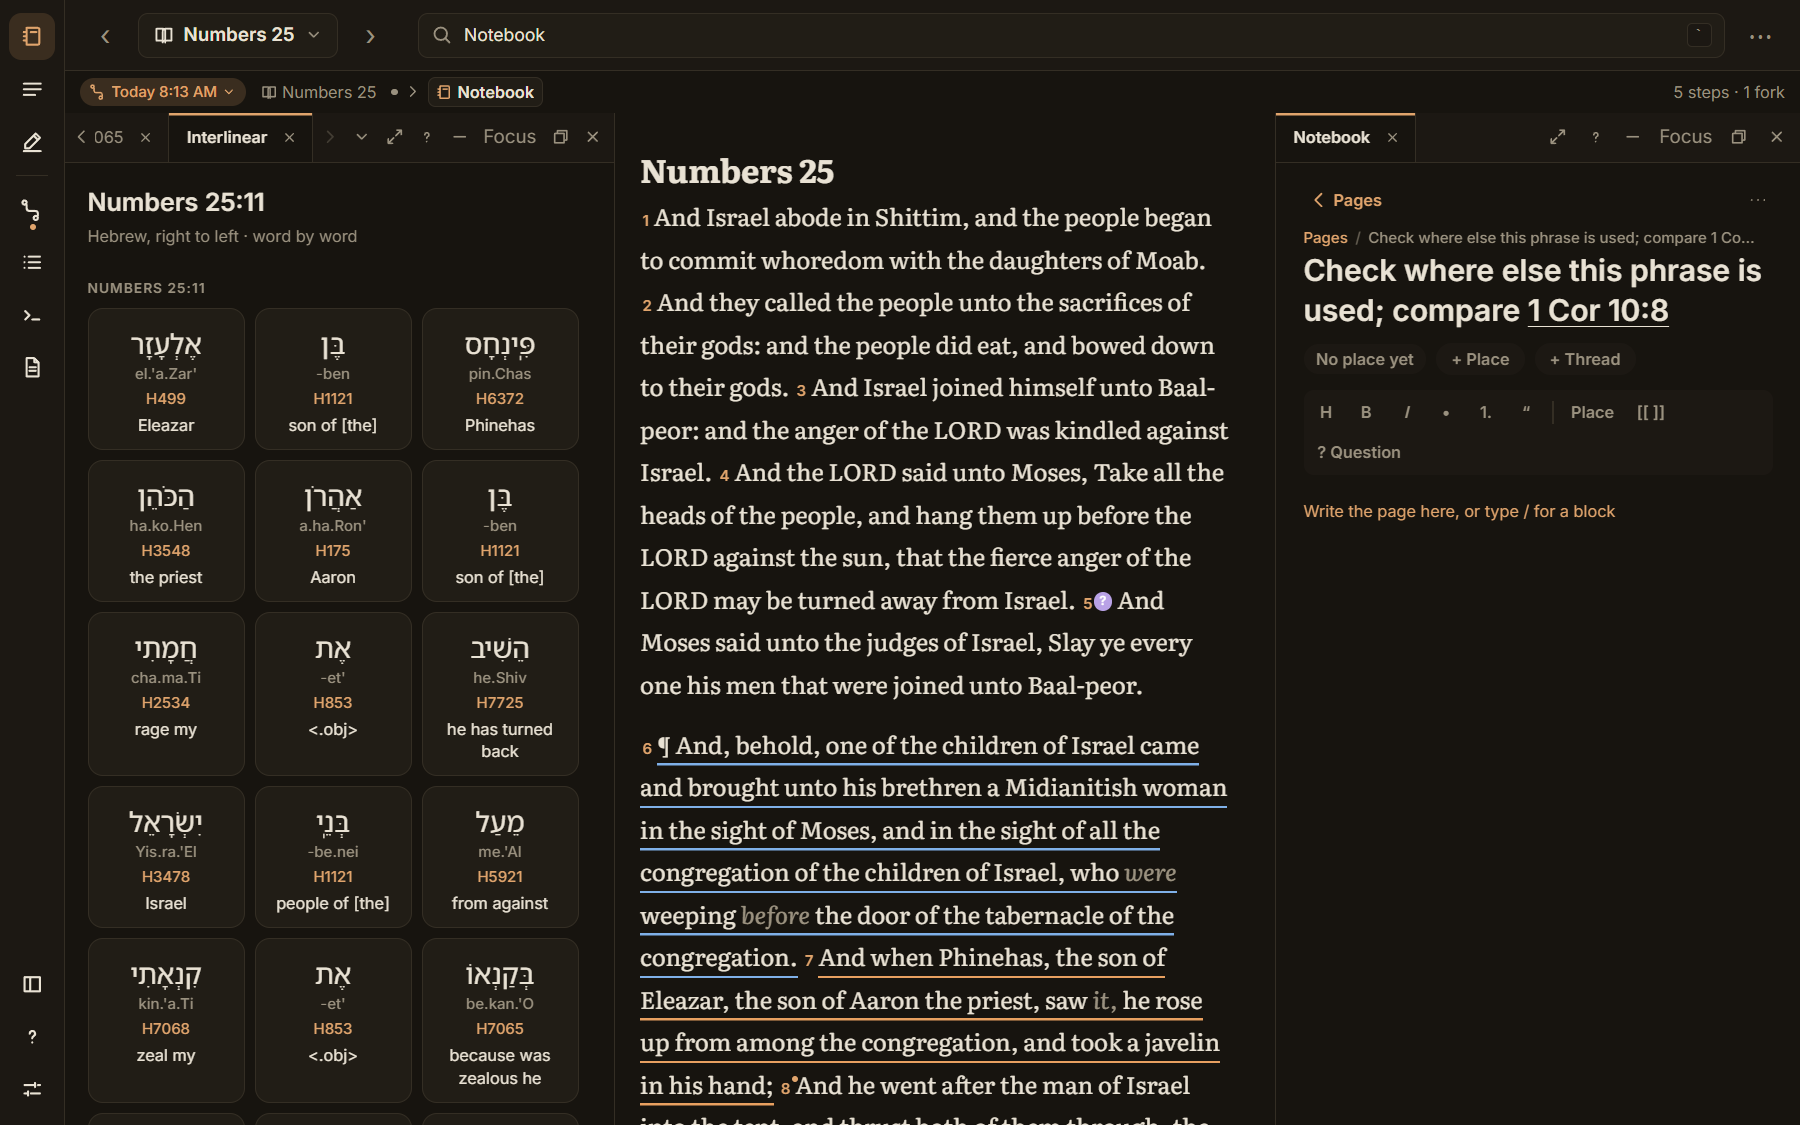 Numbers 25
Notebook
`
Today 8:13 AM
Numbers 25
Notebook
5 steps · 1 fork
065
Interlinear
?
Focus
Numbers 25:11
Hebrew, right to left · word by word
NUMBERS 25:11
פִּֽינְחָס
pin.Chas
H6372
Phinehas
בֶּן
-ben
H1121
son of [the]
אֶלְעָזָר
el.'a.Zar'
H499
Eleazar
בֶּן
-ben
H1121
son of [the]
אַהֲרֹן
a.ha.Ron'
H175
Aaron
הַכֹּהֵן
ha.ko.Hen
H3548
the priest
הֵשִׁיב
he.Shiv
H7725
he has turned
back
אֶת
-et'
H853
<.obj>
חֲמָתִי
cha.ma.Ti
H2534
rage my
מֵעַל
me.'Al
H5921
from against
בְּנֵֽי
-be.nei
H1121
people of [the]
יִשְׂרָאֵל
Yis.ra.'El
H3478
Israel
בְּקַנְאוֹ
be.kan.'O
H7065
because was
zealous he
אֶת
-et'
H853
<.obj>
קִנְאָתִי
kin.'a.Ti
H7068
zeal my
Numbers 25
1 And Israel abode in Shittim, and the people began
to commit whoredom with the daughters of Moab.
2 And they called the people unto the sacrifices of
their gods: and the people did eat, and bowed down
to their gods. 3 And Israel joined himself unto Baal-
peor: and the anger of the LORD was kindled against
Israel. 4 And the LORD said unto Moses, Take all the
heads of the people, and hang them up before the
LORD against the sun, that the fierce anger of the
LORD may be turned away from Israel. 5 ? And
Moses said unto the judges of Israel, Slay ye every
one his men that were joined unto Baal-peor.
6 ¶ And, behold, one of the children of Israel came
and brought unto his brethren a Midianitish woman
in the sight of Moses, and in the sight of all the
congregation of the children of Israel, who were
weeping before the door of the tabernacle of the
congregation. 7 And when Phinehas, the son of
Eleazar, the son of Aaron the priest, saw it, he rose
up from among the congregation, and took a javelin
in his hand; 8 And he went after the man of Israel
into the tent, and thrust both of them through, the
Notebook
?
Focus
Pages
Pages / Check where else this phrase is used; compare 1 Co...
Check where else this phrase is
used; compare 1 Cor 10:8
No place yet
+ Place
+ Thread
H B I • 1. “ Place [[ ]]
? Question
Write the page here, or type / for a block
?